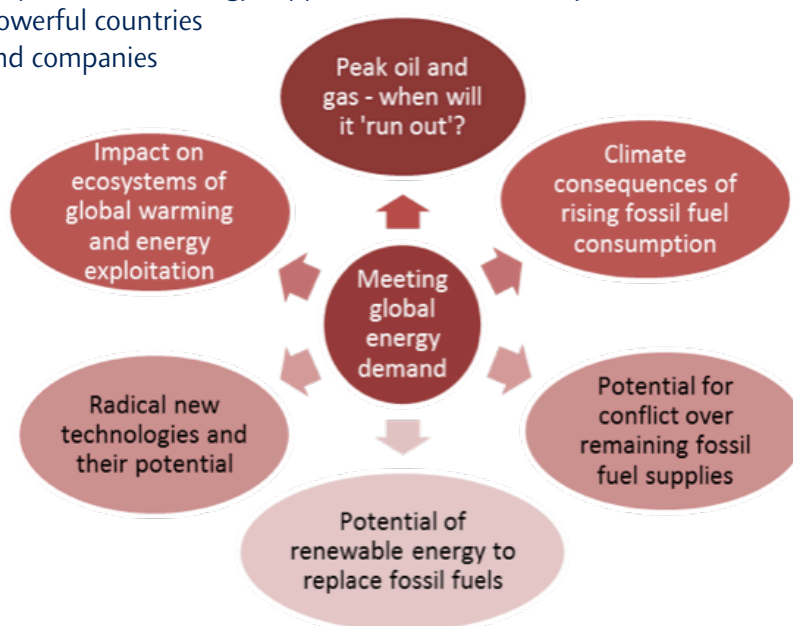 powerful countries
and companies
Peak oil and
gas - when will
it 'run out'?
Impact on
ecosystems of
global warming
and energy
exploitation
Climate
consequences of
rising fossil fuel
consumption
Meeting
global
energy
demand
Radical new
technologies and
their potential
Potential for
conflict over
remaining fossil
fuel supplies
Potential of
renewable energy to
replace fossil fuels